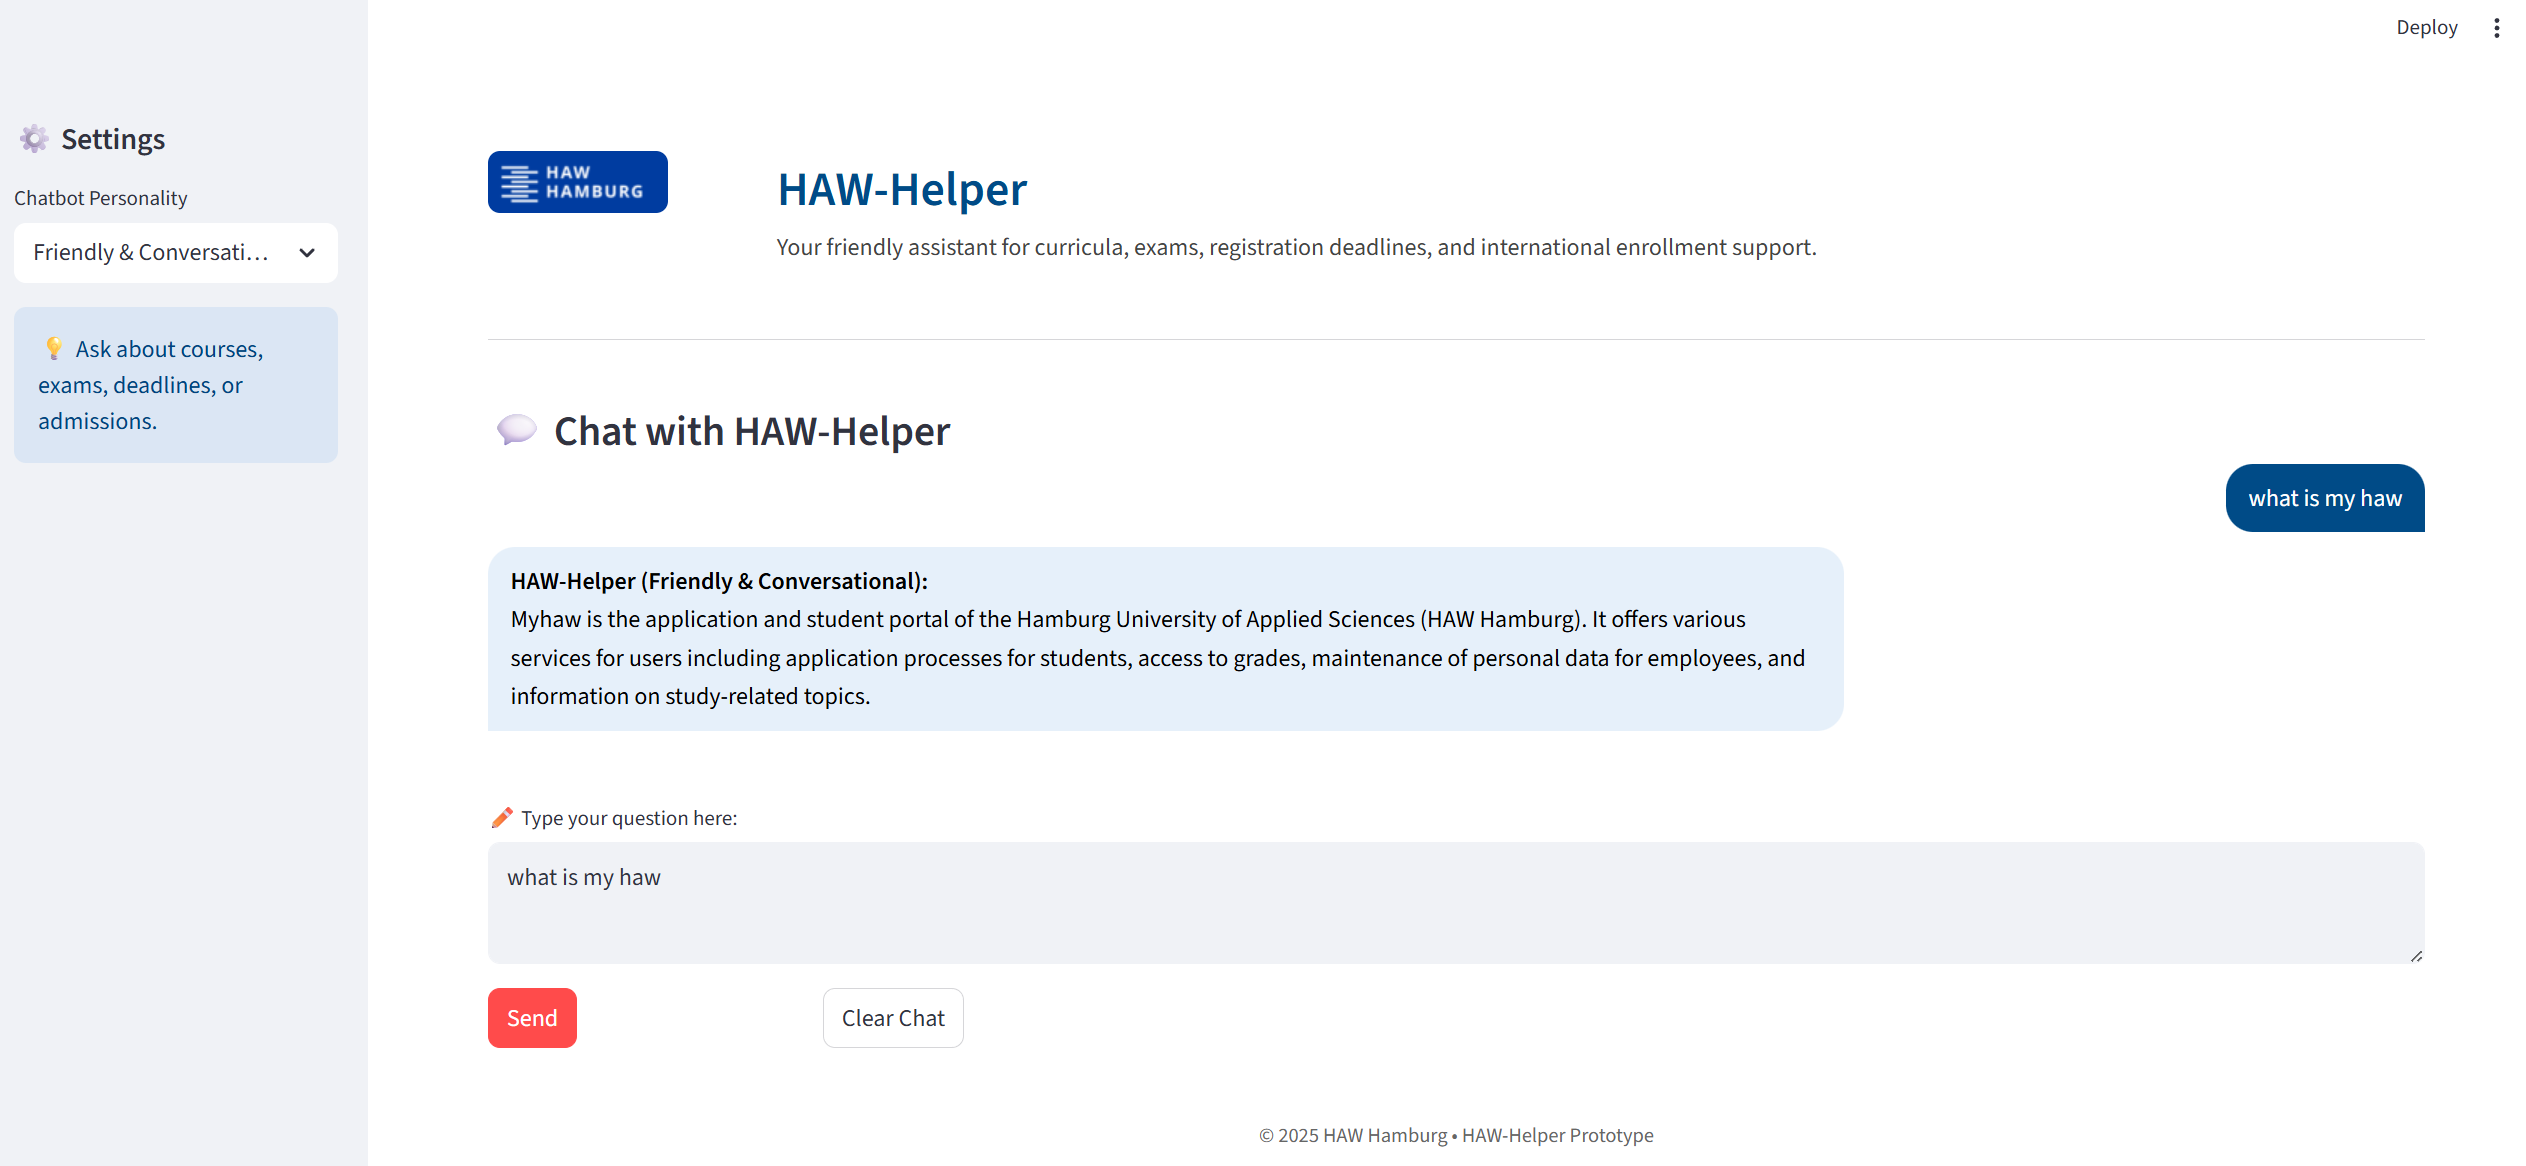 Deploy
Settings
Chatbot Personality
Friendly & Conversati...
Ask about courses,
exams, deadlines, or
admissions.
HAW
HAMBURG
HAW-Helper
Your friendly assistant for curricula, exams, registration deadlines, and international enrollment support.
Chat with HAW-Helper
what is my haw
HAW-Helper (Friendly & Conversational):
Myhaw is the application and student portal of the Hamburg University of Applied Sciences (HAW Hamburg). It offers various
services for users including application processes for students, access to grades, maintenance of personal data for employees, and
information on study-related topics.
Type your question here:
what is my haw
Send
Clear Chat
© 2025 HAW Hamburg • HAW-Helper Prototype